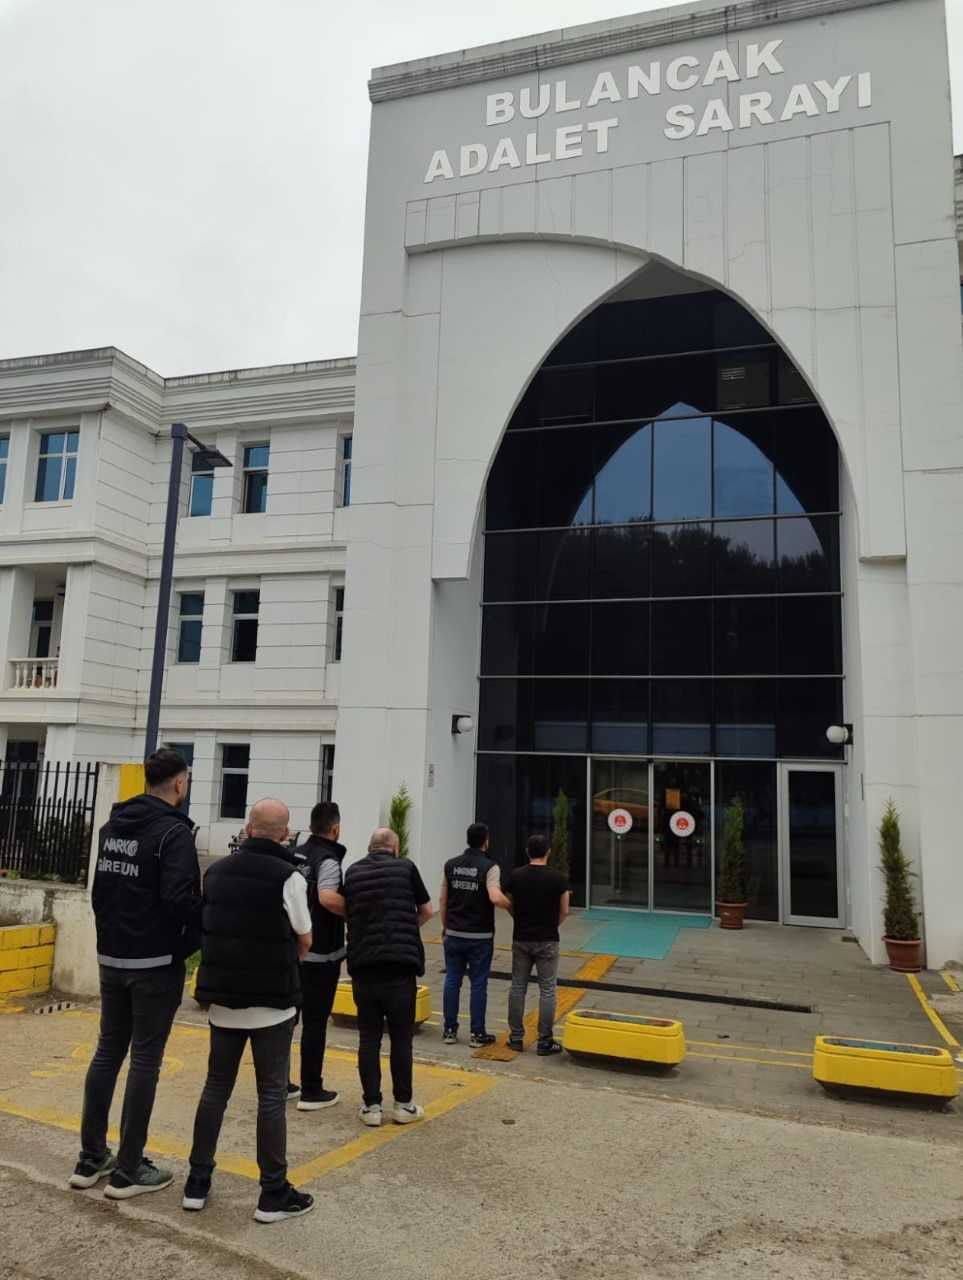 BULANCAK
ADALET SARAYI
NARKO
GİRESUN
GİRESUN